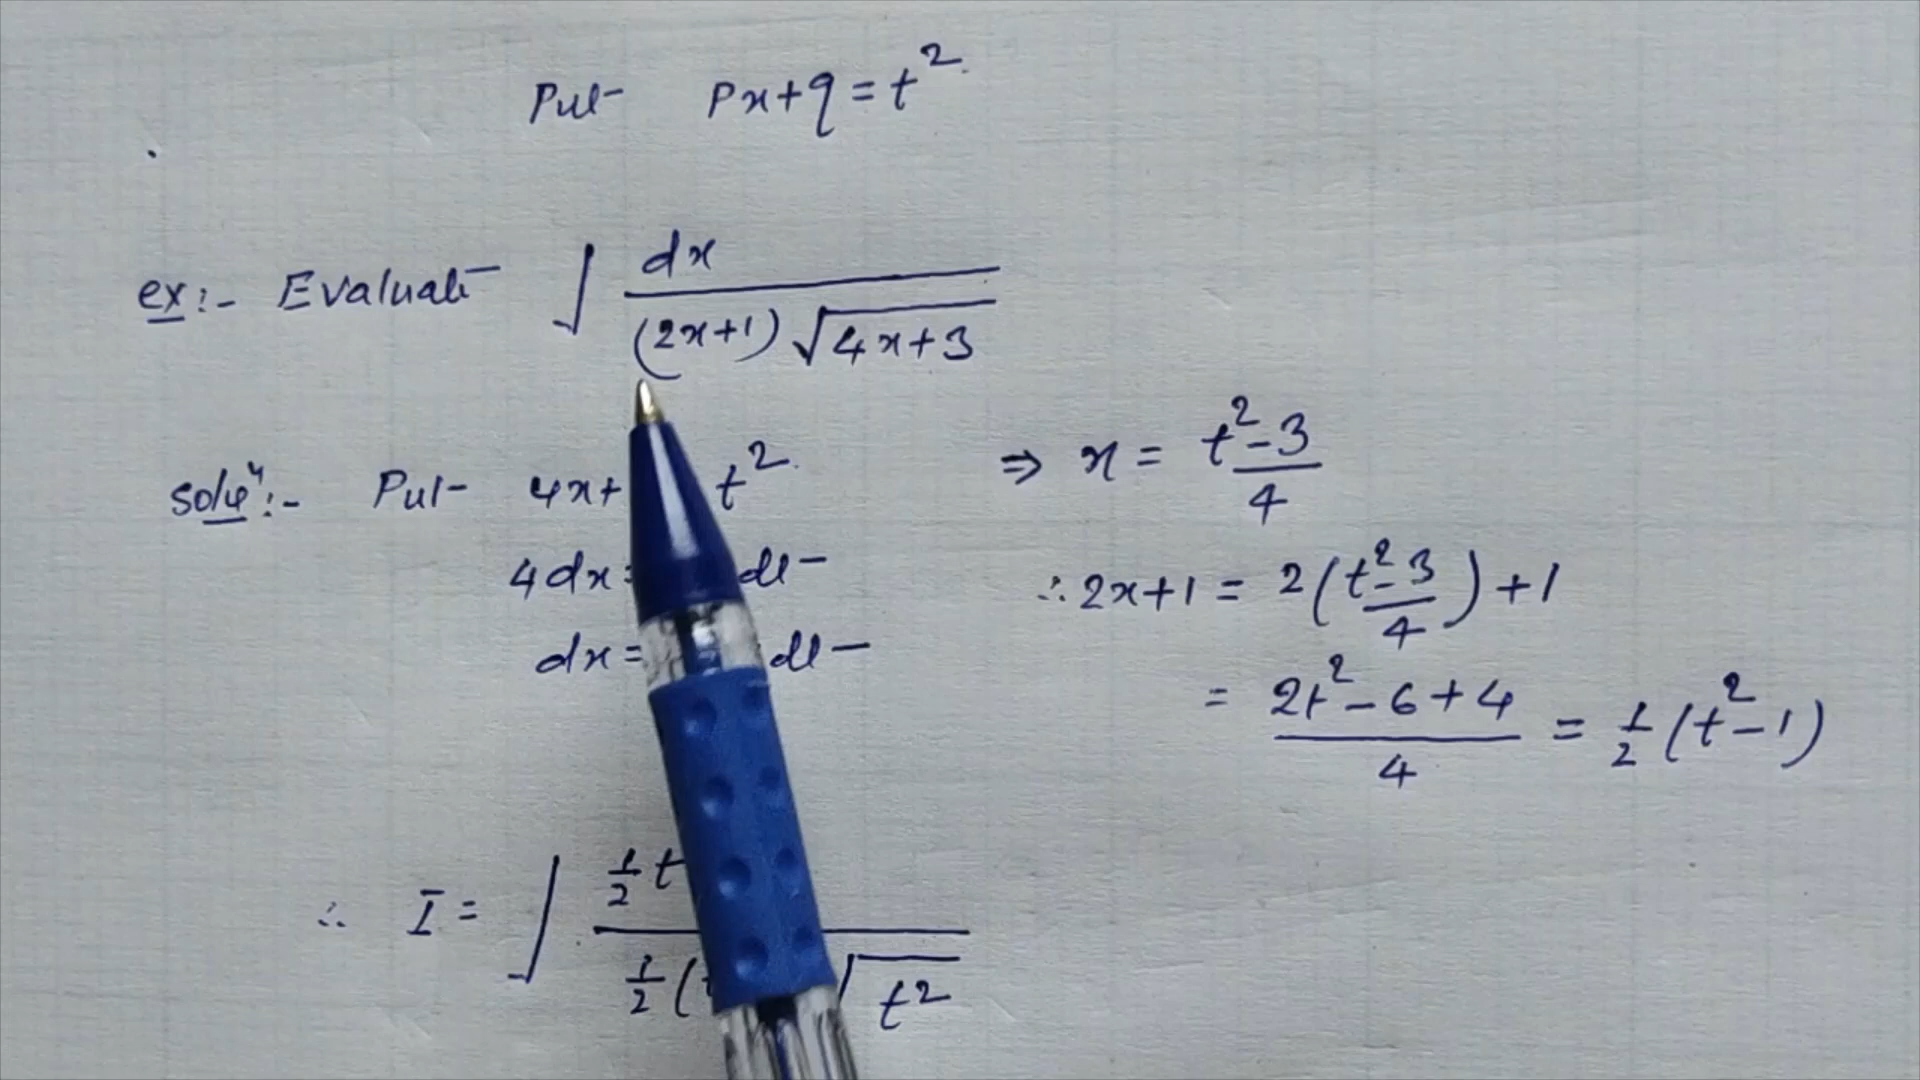 Put px+q = t²
ex:- Evaluate ∫ dx / (2x+1)√4x+3
Soln:- Put 4x+ t² ⇒ x = t²-3 / 4
4dx = dt ∴ 2x+1 = 2(t²-3 / 4)+1
dx = dt = 2t²-6+4 / 4 = 1/2 (t²-1)
∴ I = ∫ 1/2 t / 1/2 ( √t²